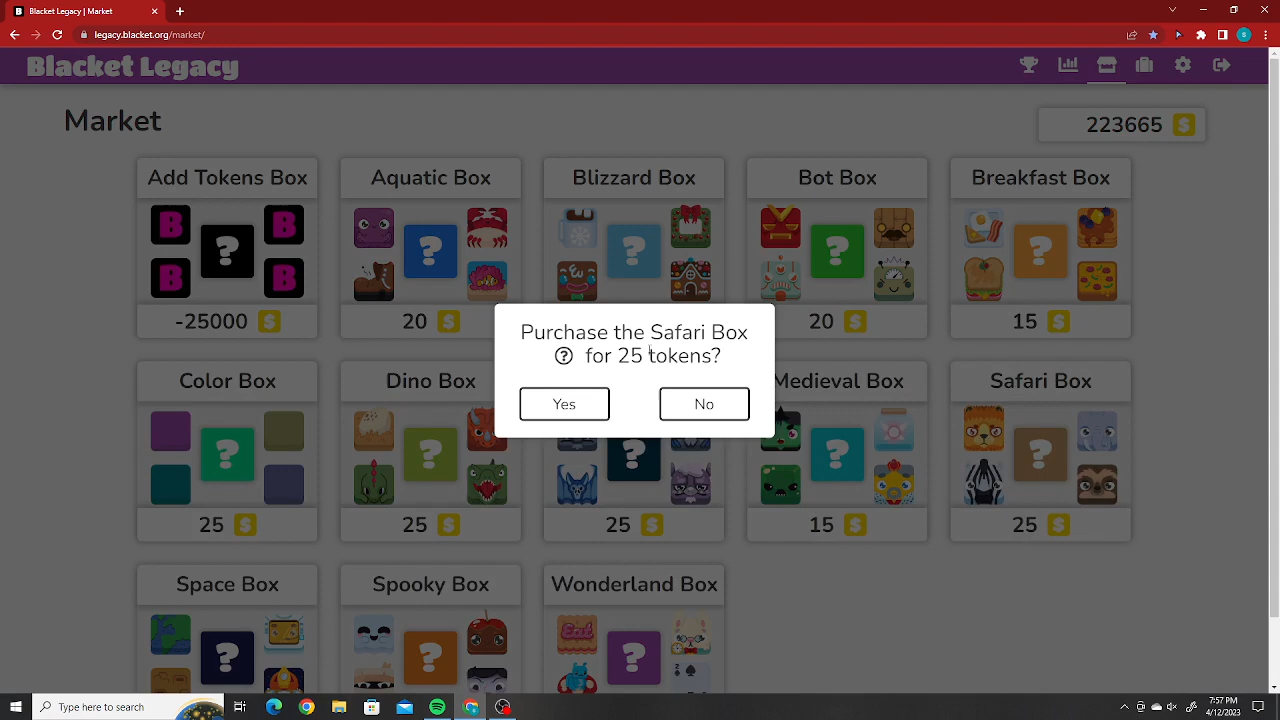 Blacket Legacy | Market
legacy.blacket.org/market/
S
Blacket Legacy
Market
223665
Add Tokens Box
Aquatic Box
Blizzard Box
Bot Box
Breakfast Box
B B
?
?
?
?
?
B B
-25000
20
20
15
Purchase the Safari Box
? for 25 tokens?
Yes
No
Color Box
Dino Box
Medieval Box
Safari Box
?
?
?
?
?
25
25
25
15
25
Space Box
Spooky Box
Wonderland Box
Eat
?
?
?
2
Type here to search
7:57 PM
4/12/2023